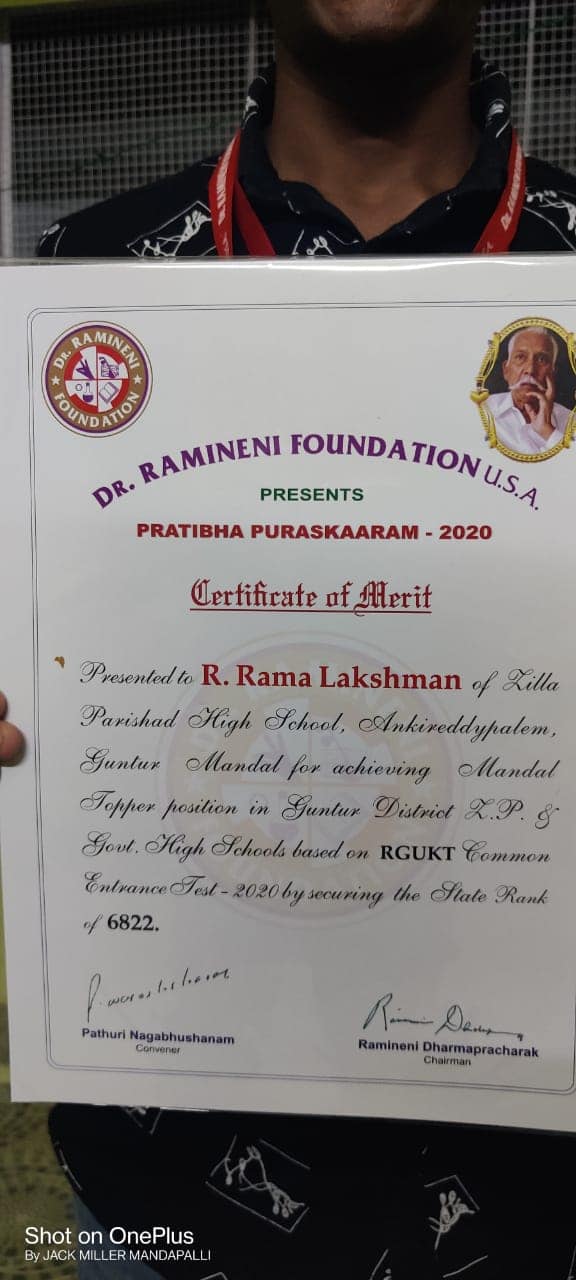 DR. RAMINENI
FOUNDATION
DR. RAMINENI FOUNDATION U.S.A.
PRESENTS
PRATIBHA PURASKAARAM - 2020
Certificate of Merit
Presented to R. Rama Lakshman of Zilla
Parishad High School, Ankireddypalem,
Guntur Mandal for achieving Mandal
Topper position in Guntur District Z.P. &
Govt. High Schools based on RGUKT Common
Entrance Test - 2020 by securing the State Rank
of 6822.
Pathuri Nagabhushanam
Convener
Ramineni Dharmapracharak
Chairman
Shot on OnePlus
By JACK MILLER MANDAPALLI